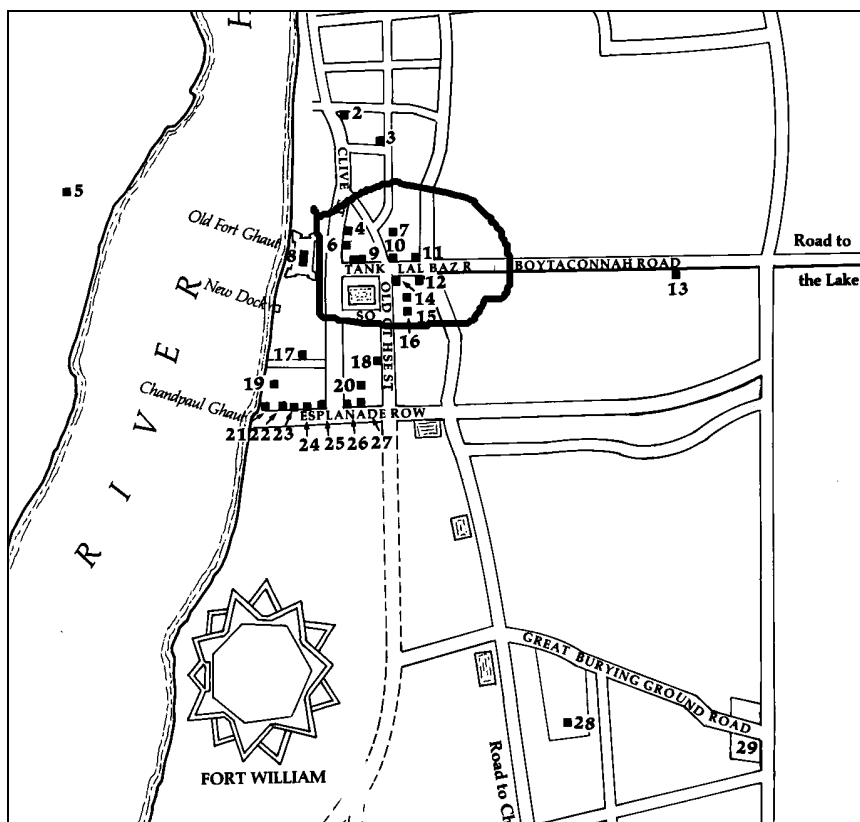 H
2
3
CLIVE ST
5
Old Fort Ghaut
4
7
6
9
10
11
8
TANK
LAL BAZ R
BOYTACONNAH ROAD
Road to
the Lake
12
13
New Dock
SQ
14
15
16
OLD CT HSE ST
17
18
19
20
Chandpaul Ghaut
ESPLANADE ROW
21
22
23
24
25
26
27
RIVER
GREAT BURYING GROUND ROAD
28
29
Road to Ch
FORT WILLIAM